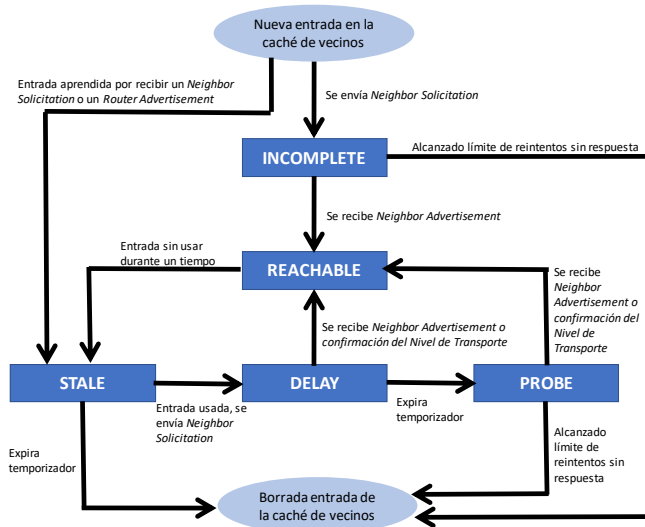 Nueva entrada en la
caché de vecinos
Entrada aprendida por recibir un Neighbor
Solicitation o un Router Advertisement
Se envía Neighbor Solicitation
INCOMPLETE
Alcanzado límite de reintentos sin respuesta
Se recibe Neighbor Advertisement
Entrada sin usar
durante un tiempo
REACHABLE
Se recibe
Neighbor
Advertisement o
confirmación del
Nivel de
Transporte
Se recibe Neighbor Advertisement o
confirmación del Nivel de Transporte)
STALE
DELAY
PROBE
Entrada usada, se
envía Neighbor
Solicitation
Expira
temporizador
Expira
temporizador
Alcanzado
límite de
reintentos sin
respuesta
Borrada entrada de
la caché de vecinos